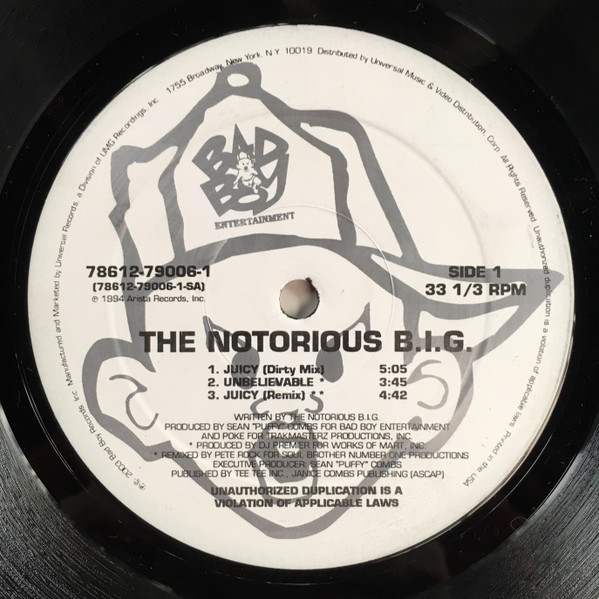 ℗© 2003 Bad Boy Records Inc. Manufactured and Marketed by Universal Records, a Division of UMG Recordings, Inc. 1755 Broadway, New York, N.Y. 10019 Distributed by Universal Music & Video Distribution, Corp. All Rights Reserved. Unauthorized duplication is a violation of applicable laws. Printed in the USA
BAD
BOY
ENTERTAINMENT
78612-79006-1
(78612-79006-1-SA)
℗ 1994 Arista Records, Inc.
SIDE 1
33 1/3 RPM
THE NOTORIOUS B.I.G.
1. JUICY (Dirty Mix) 5:05
2. UNBELIEVABLE * 3:45
3. JUICY (Remix) ** 4:42
WRITTEN BY THE NOTORIOUS B.I.G.
PRODUCED BY SEAN "PUFFY" COMBS FOR BAD BOY ENTERTAINMENT
AND POKE FOR TRAKMASTERZ PRODUCTIONS, INC.
* PRODUCED BY DJ PREMIER FOR WORKS OF MART, INC.
* REMIXED BY PETE ROCK FOR SOUL BROTHER NUMBER ONE PRODUCTIONS
EXECUTIVE PRODUCER: SEAN "PUFFY" COMBS
PUBLISHED BY TEE TEE INC., JANICE COMBS PUBLISHING (ASCAP)
UNAUTHORIZED DUPLICATION IS A
VIOLATION OF APPLICABLE LAWS